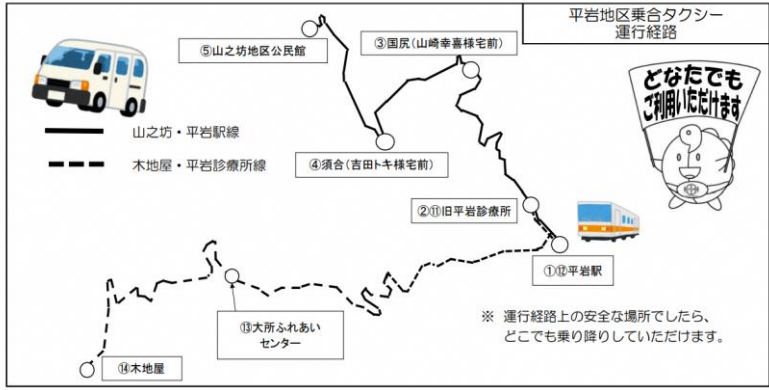 平岩地区乗合タクシー
運行経路
⑤山之坊地区公民館
③国尻(山崎幸喜様宅前)
どなたでも
ご利用いただけます
山之坊・平岩駅線
木地屋・平岩診療所線
④須合(吉田トキ様宅前)
②⑪旧平岩診療所
①⑫平岩駅
⑬大所ふれあい
センター
※ 運行経路上の安全な場所でしたら、
どこでも乗り降りしていただけます。
⑭木地屋